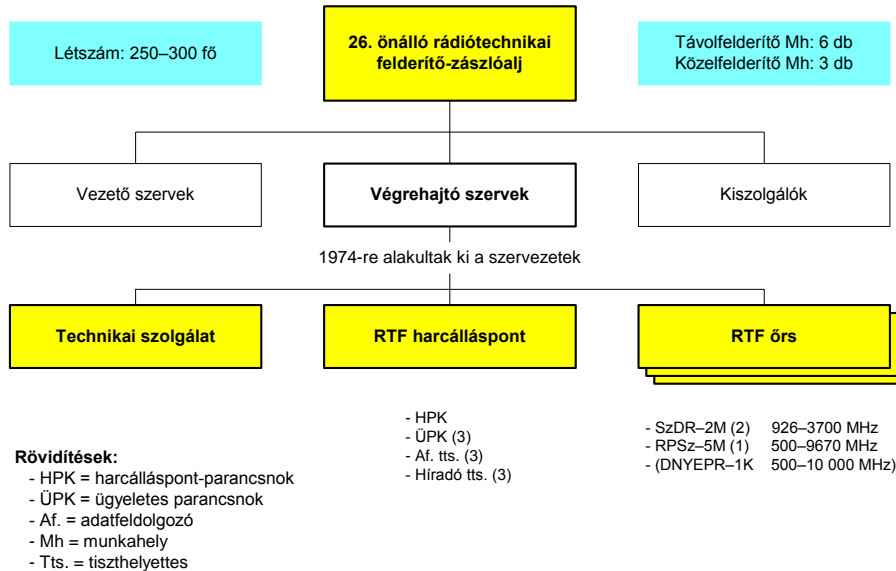 Létszám: 250–300 fő
26. önálló rádiótechnikai
felderítő-zászlóalj
Távolfelderítő Mh: 6 db
Közelfelderítő Mh: 3 db
Vezető szervek
Végrehajtó szervek
Kiszolgálók
1974-re alakultak ki a szervezetek
Technikai szolgálat
RTF harcálláspont
RTF őrs
- HPK
- ÜPK (3)
- Af. tts. (3)
- Híradó tts. (3)
- SzDR–2M (2) 926–3700 MHz
- RPSz–5M (1) 500–9670 MHz
- (DNYEPR–1K 500–10 000 MHz)
Rövidítések:
- HPK = harcálláspont-parancsnok
- ÜPK = ügyeletes parancsnok
- Af. = adatfeldolgozó
- Mh = munkahely
- Tts. = tiszthelyettes